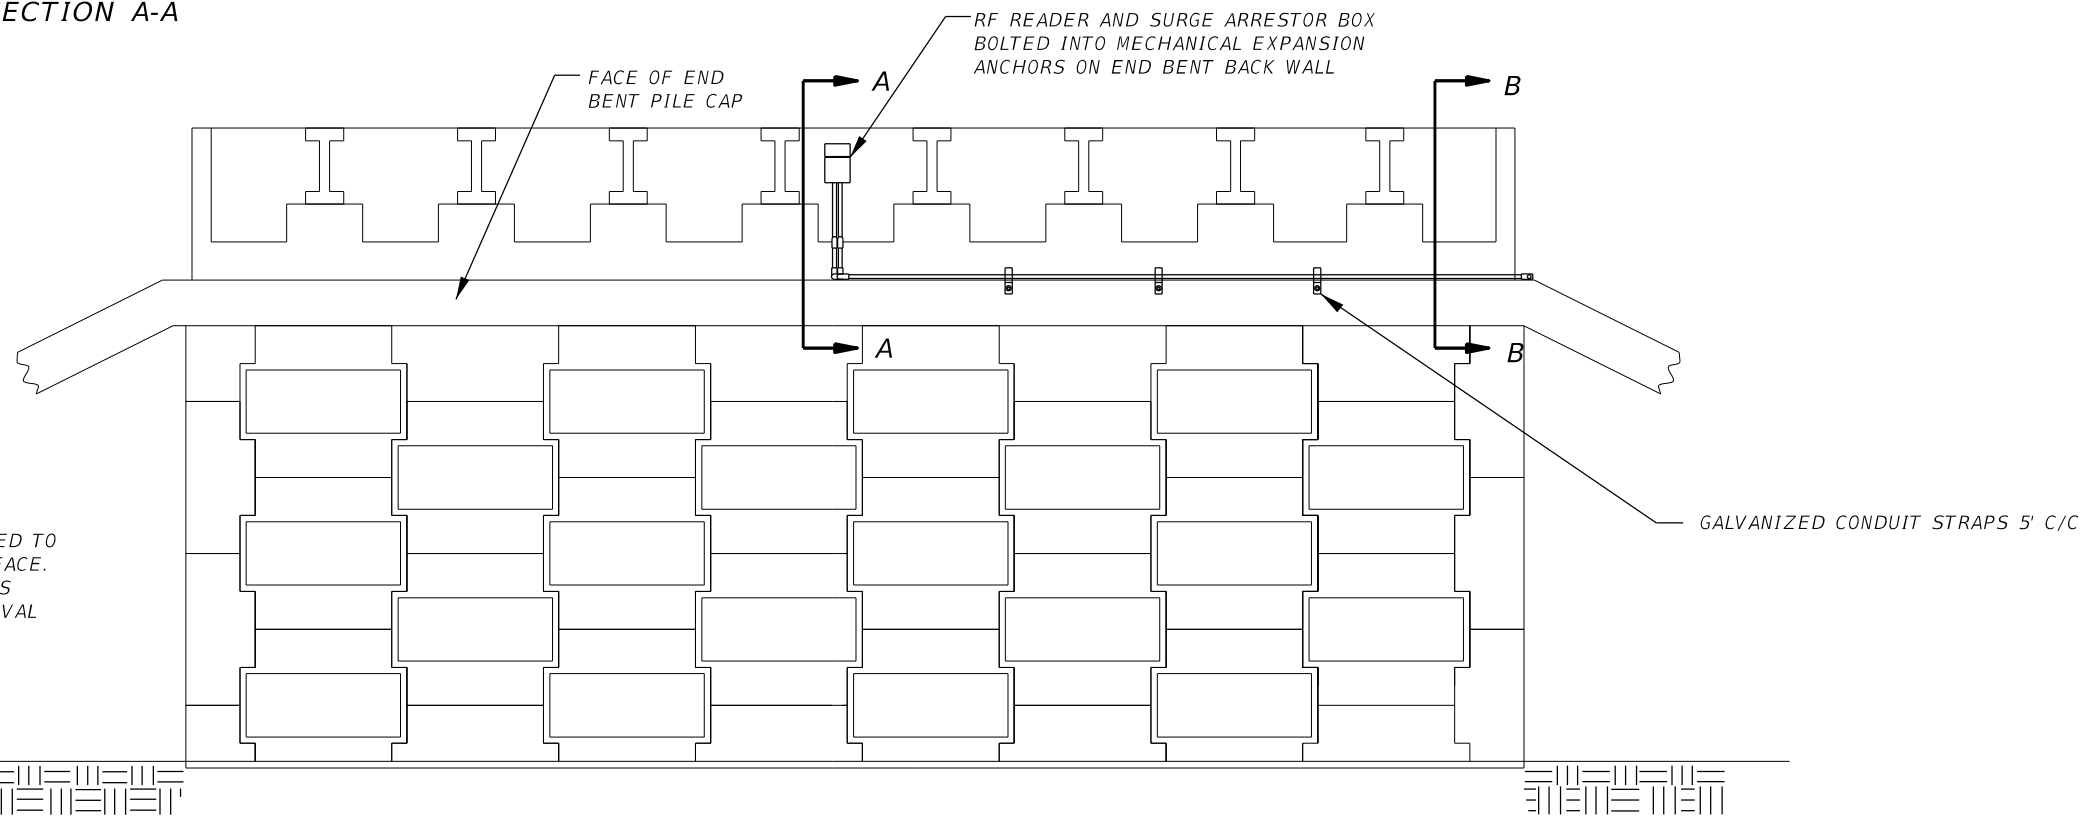 ECTION A-A
RF READER AND SURGE ARRESTOR BOX
BOLTED INTO MECHANICAL EXPANSION
ANCHORS ON END BENT BACK WALL
FACE OF END
BENT PILE CAP
A
B
A
B
GALVANIZED CONDUIT STRAPS 5' C/C
ED TO
FACE.
S
VAL